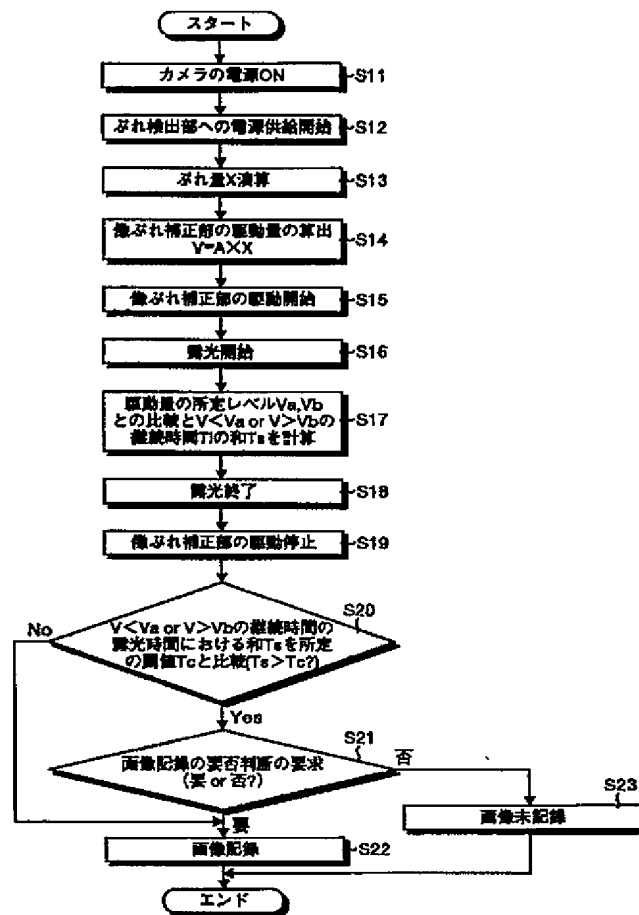 スタート
カメラの電源ON
S11
ぶれ検出部への電源供給開始
S12
ぶれ量X演算
S13
像ぶれ補正部の駆動量の算出
V=A×X
S14
像ぶれ補正部の駆動開始
S15
露光開始
S16
駆動量の所定レベルVa,Vb
との比較とV<Va or V>Vbの
継続時間Tiの和Tsを計算
S17
露光終了
S18
像ぶれ補正部の駆動停止
S19
S20
No
V<Va or V>Vbの継続時間の
露光時間における和Tsを所定
の閾値Tcと比較(Ts>Tc?)
Yes
S21
画像記録の要否判断の要求
(要 or 否?)
否
S23
画像未記録
要
画像記録
S22
エンド